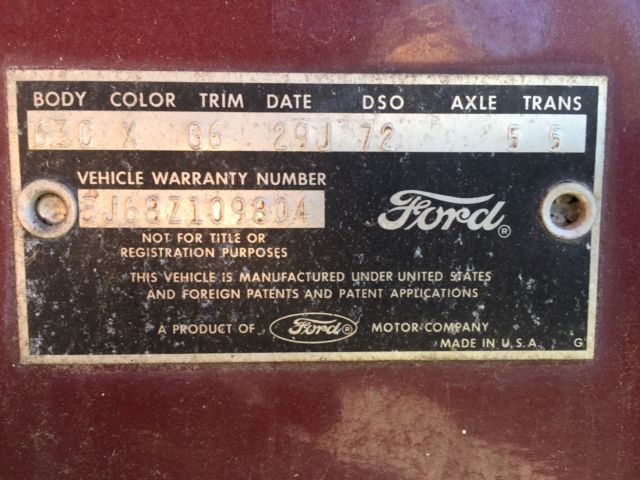 BODY COLOR TRIM DATE DSO AXLE TRANS
63C X G6 29J 72 5 5
VEHICLE WARRANTY NUMBER
5J68Z109804
Ford®
NOT FOR TITLE OR
REGISTRATION PURPOSES
THIS VEHICLE IS MANUFACTURED UNDER UNITED STATES
AND FOREIGN PATENTS AND PATENT APPLICATIONS
A PRODUCT OF Ford® MOTOR COMPANY
MADE IN U.S.A. G